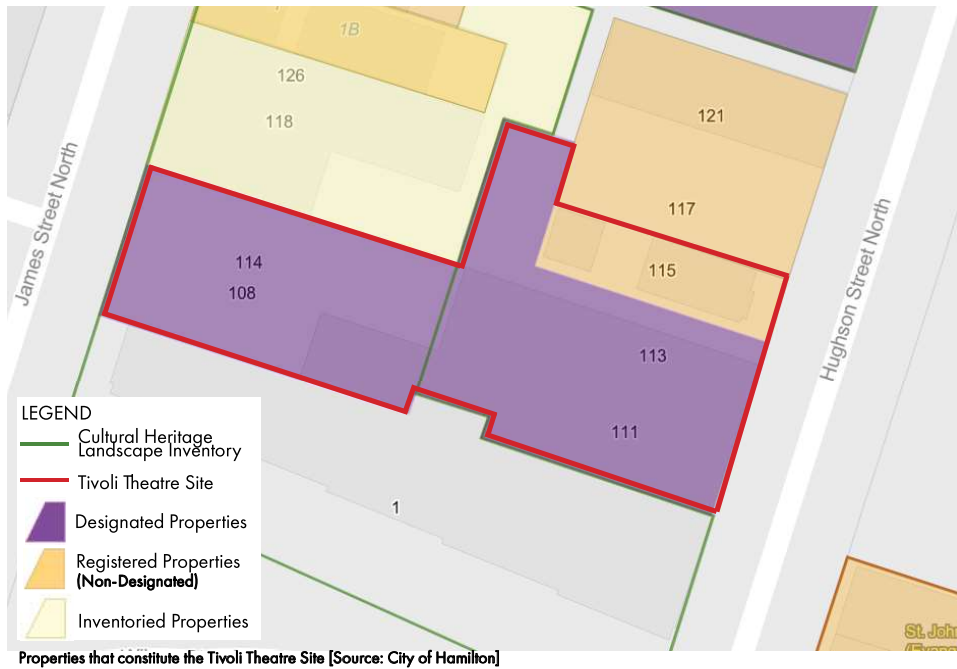 1B
126
118
121
117
115
114
108
113
111
1
James Street North
Hughson Street North
St. John
LEGEND
Cultural Heritage
Landscape Inventory
Tivoli Theatre Site
Designated Properties
Registered Properties
(Non-Designated)
Inventoried Properties
Properties that constitute the Tivoli Theatre Site [Source: City of Hamilton]